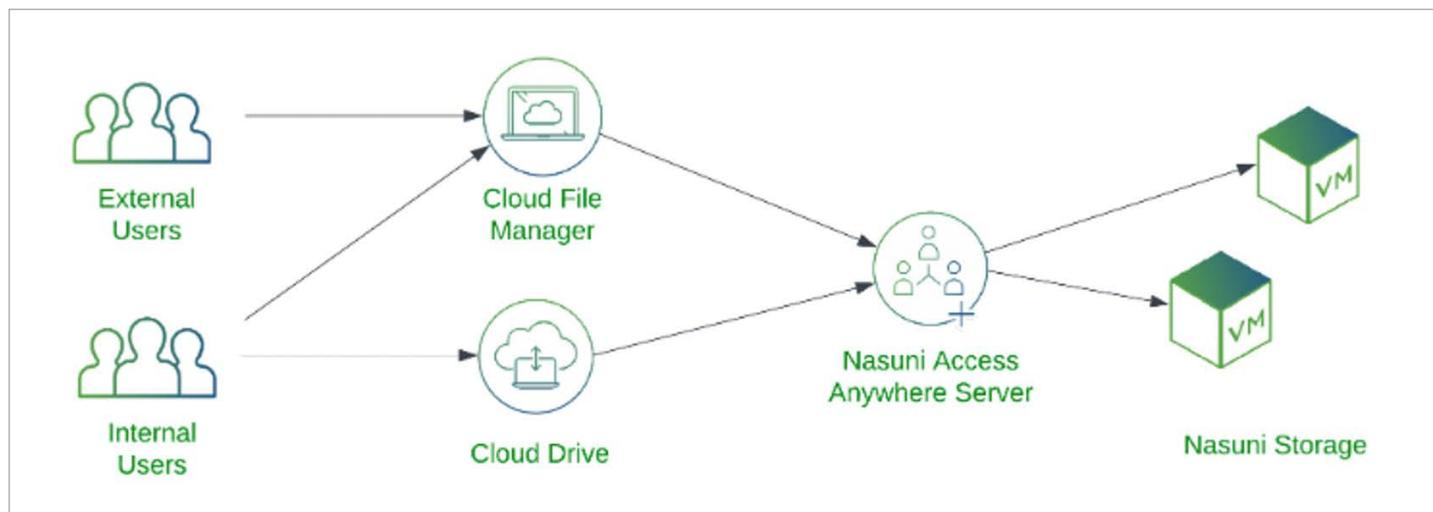 External
Users
Cloud File
Manager
VM
VM
Nasuni Access
Anywhere Server
Internal
Users
Cloud Drive
Nasuni Storage